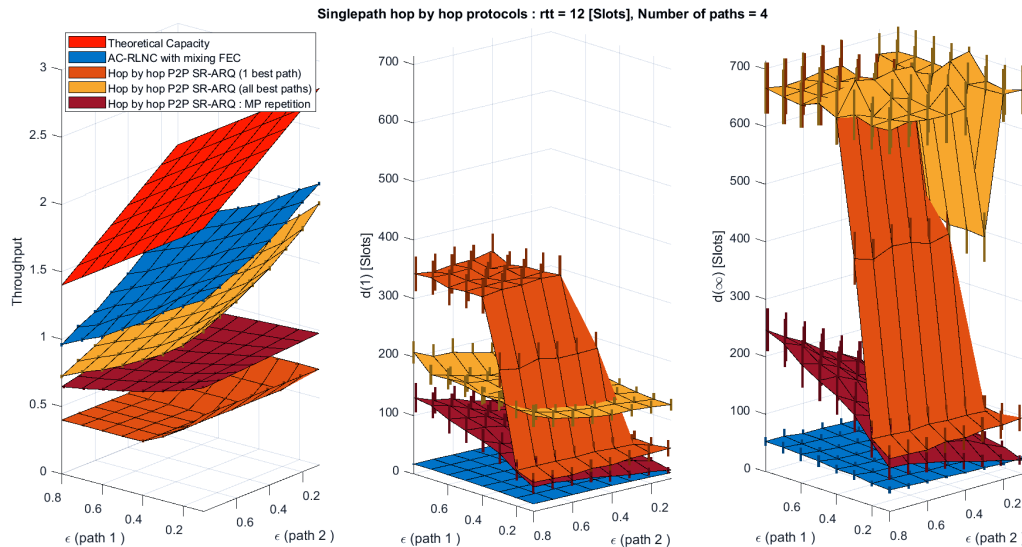 Singlepath hop by hop protocols : rtt = 12 [Slots], Number of paths = 4
Theoretical Capacity
AC-RLNC with mixing FEC
Hop by hop P2P SR-ARQ (1 best path)
Hop by hop P2P SR-ARQ (all best paths)
Hop by hop P2P SR-ARQ : MP repetition
Throughput
3
2.5
2
1.5
1
0.5
0
0.8
0.6
0.4
0.2
ϵ (path 1 )
0.6
0.4
0.2
ϵ (path 2 )
d(1) [Slots]
700
600
500
400
300
200
100
0
0.6
0.4
0.2
ϵ (path 1 )
0.8
0.6
0.4
0.2
ϵ (path 2 )
d(∞) [Slots]
700
600
500
400
300
200
100
0
0.6
0.4
0.2
ϵ (path 1 )
0.8
0.6
0.4
0.2
ϵ (path 2